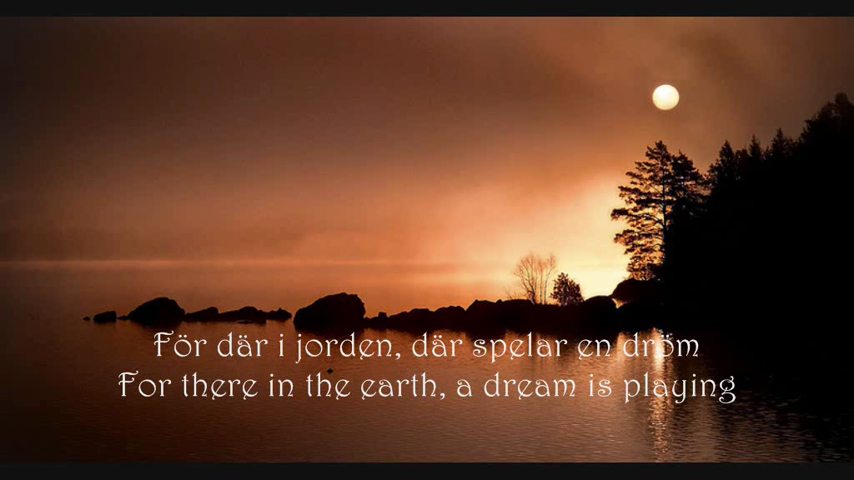 För där i jorden, där spelar en dröm
For there in the earth, a dream is playing